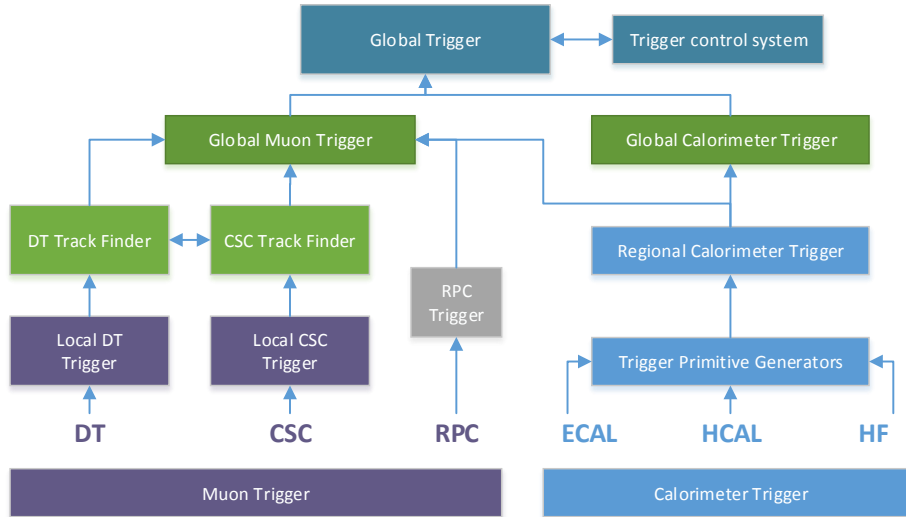 Global Trigger
Trigger control system
Global Muon Trigger
Global Calorimeter Trigger
DT Track Finder
CSC Track Finder
Regional Calorimeter Trigger
RPC
Trigger
Local DT
Trigger
Local CSC
Trigger
Trigger Primitive Generators
DT
CSC
RPC
ECAL
HCAL
HF
Muon Trigger
Calorimeter Trigger